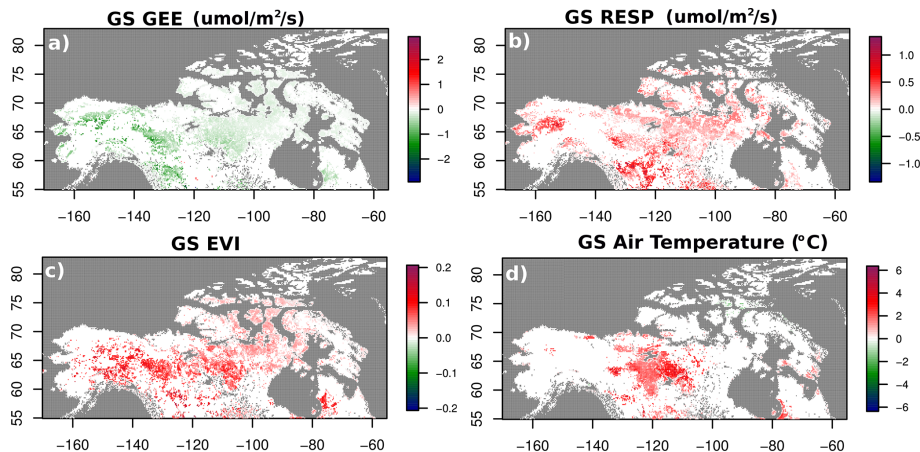 GS GEE (umol/m²/s)
GS RESP (umol/m²/s)
a)
b)
55 60 65 70 75 80
−160 −140 −120 −100 −80 −60
2
1
0
−1
−2
55 60 65 70 75 80
−160 −140 −120 −100 −80 −60
1.0
0.5
0.0
−0.5
−1.0
GS EVI
GS Air Temperature (°C)
c)
d)
55 60 65 70 75 80
−160 −140 −120 −100 −80 −60
0.2
0.1
0.0
−0.1
−0.2
55 60 65 70 75 80
−160 −140 −120 −100 −80 −60
6
4
2
0
−2
−4
−6